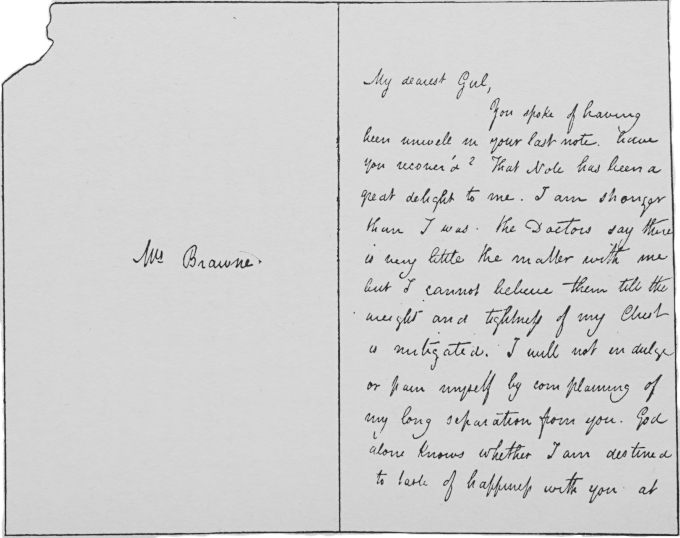 Mrs Brawne.
My dearest Girl,
You spoke of having
been unwell in your last note. have
you recover'd? That Note has been a
great delight to me. I am stronger
than I was. the Doctors say there
is very little the matter with me
but I cannot believe them till the
weight and tightness of my Chest
is mitigated. I will not indulge
or pain myself by complaining of
my long separation from you. God
alone knows whether I am destined
to taste of happiness with you at